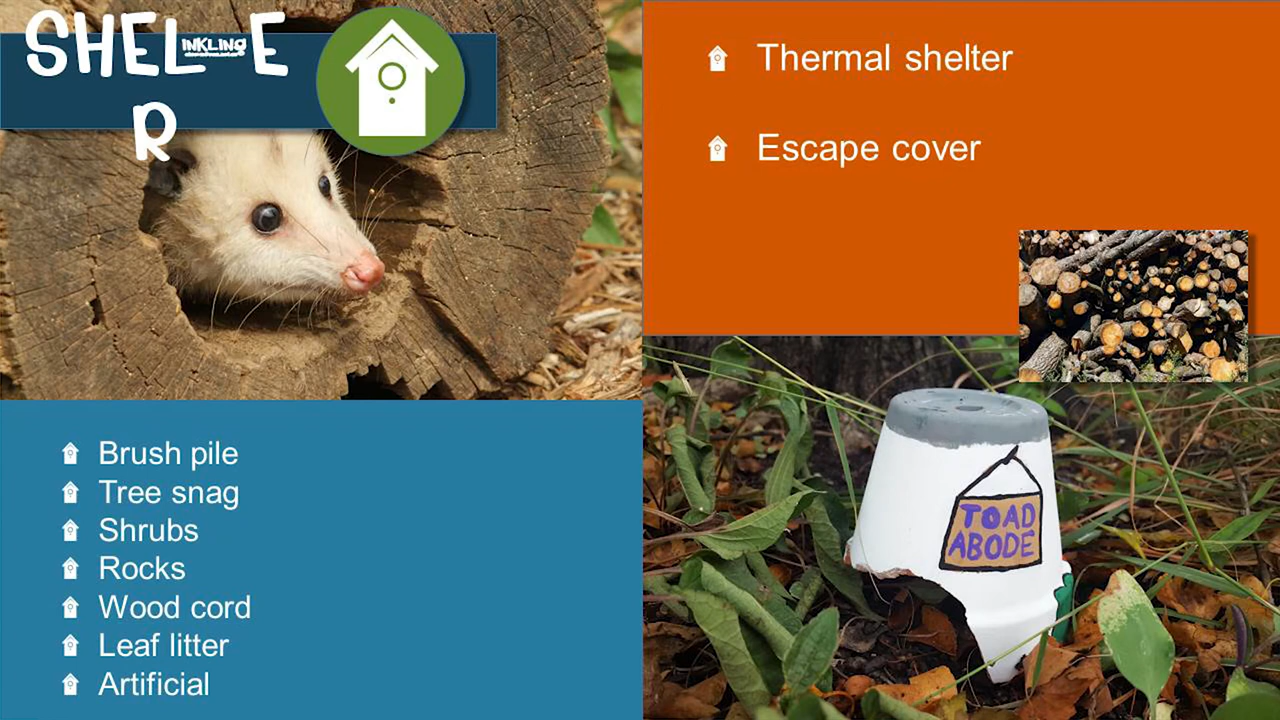 SHEL E
INKLING
R
Thermal shelter
Escape cover
Brush pile
Tree snag
Shrubs
Rocks
Wood cord
Leaf litter
Artificial
TOAD
ABODE